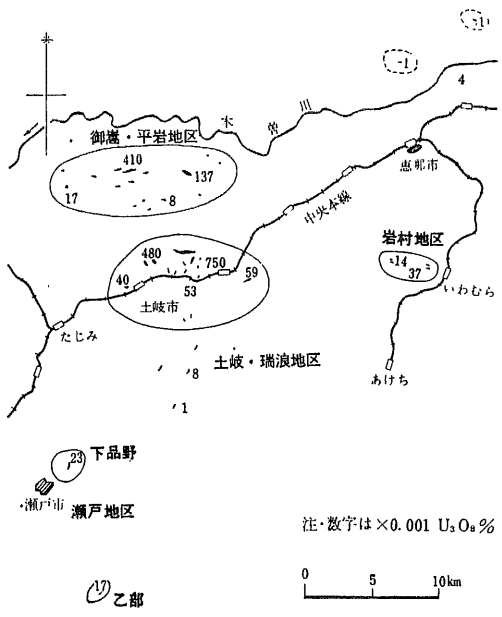 1
1
4
木曽川
御嵩・平岩地区
410
137
17
8
恵那市
中央本線
岩村地区
14
37
いわむら
480
750
59
40
53
土岐市
たじみ
土岐・瑞浪地区
あけち
8
1
23
下品野
瀬戸市
瀬戸地区
注・数字は×0.001 U₃O₈%
0 5 10km
17
乙部